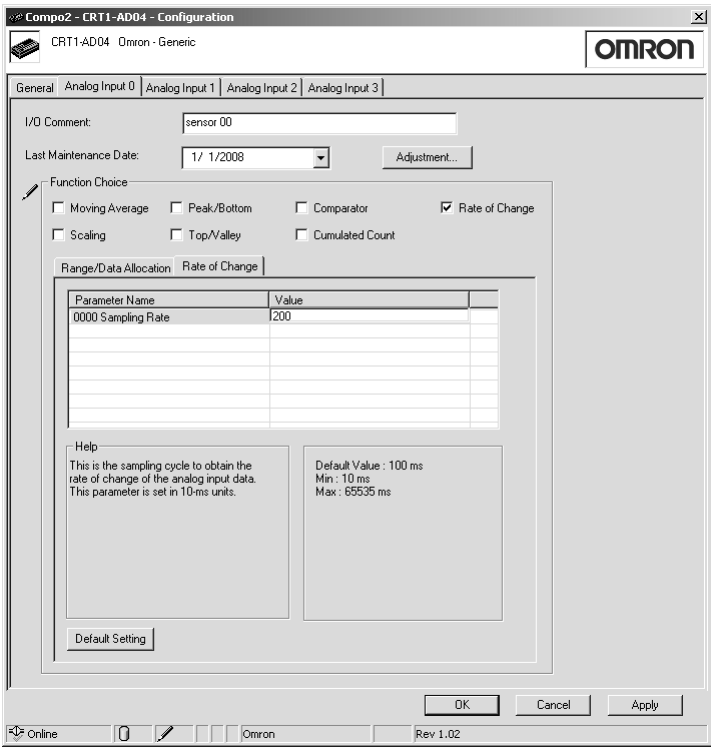 Compo2 - CRT1-AD04 - Configuration
CRT1-AD04 Omron - Generic
OMRON
General Analog Input 0 Analog Input 1 Analog Input 2 Analog Input 3
I/O Comment: sensor 00
Last Maintenance Date: 1/ 1/2008 Adjustment...
Function Choice
Moving Average Peak/Bottom Comparator Rate of Change
Scaling Top/Valley Cumulated Count
Range/Data Allocation Rate of Change
Parameter Name Value
0000 Sampling Rate 200
Help
This is the sampling cycle to obtain the
rate of change of the analog input data.
This parameter is set in 10-ms units.
Default Value : 100 ms
Min : 10 ms
Max : 65535 ms
Default Setting
OK Cancel Apply
Online Omron Rev 1.02